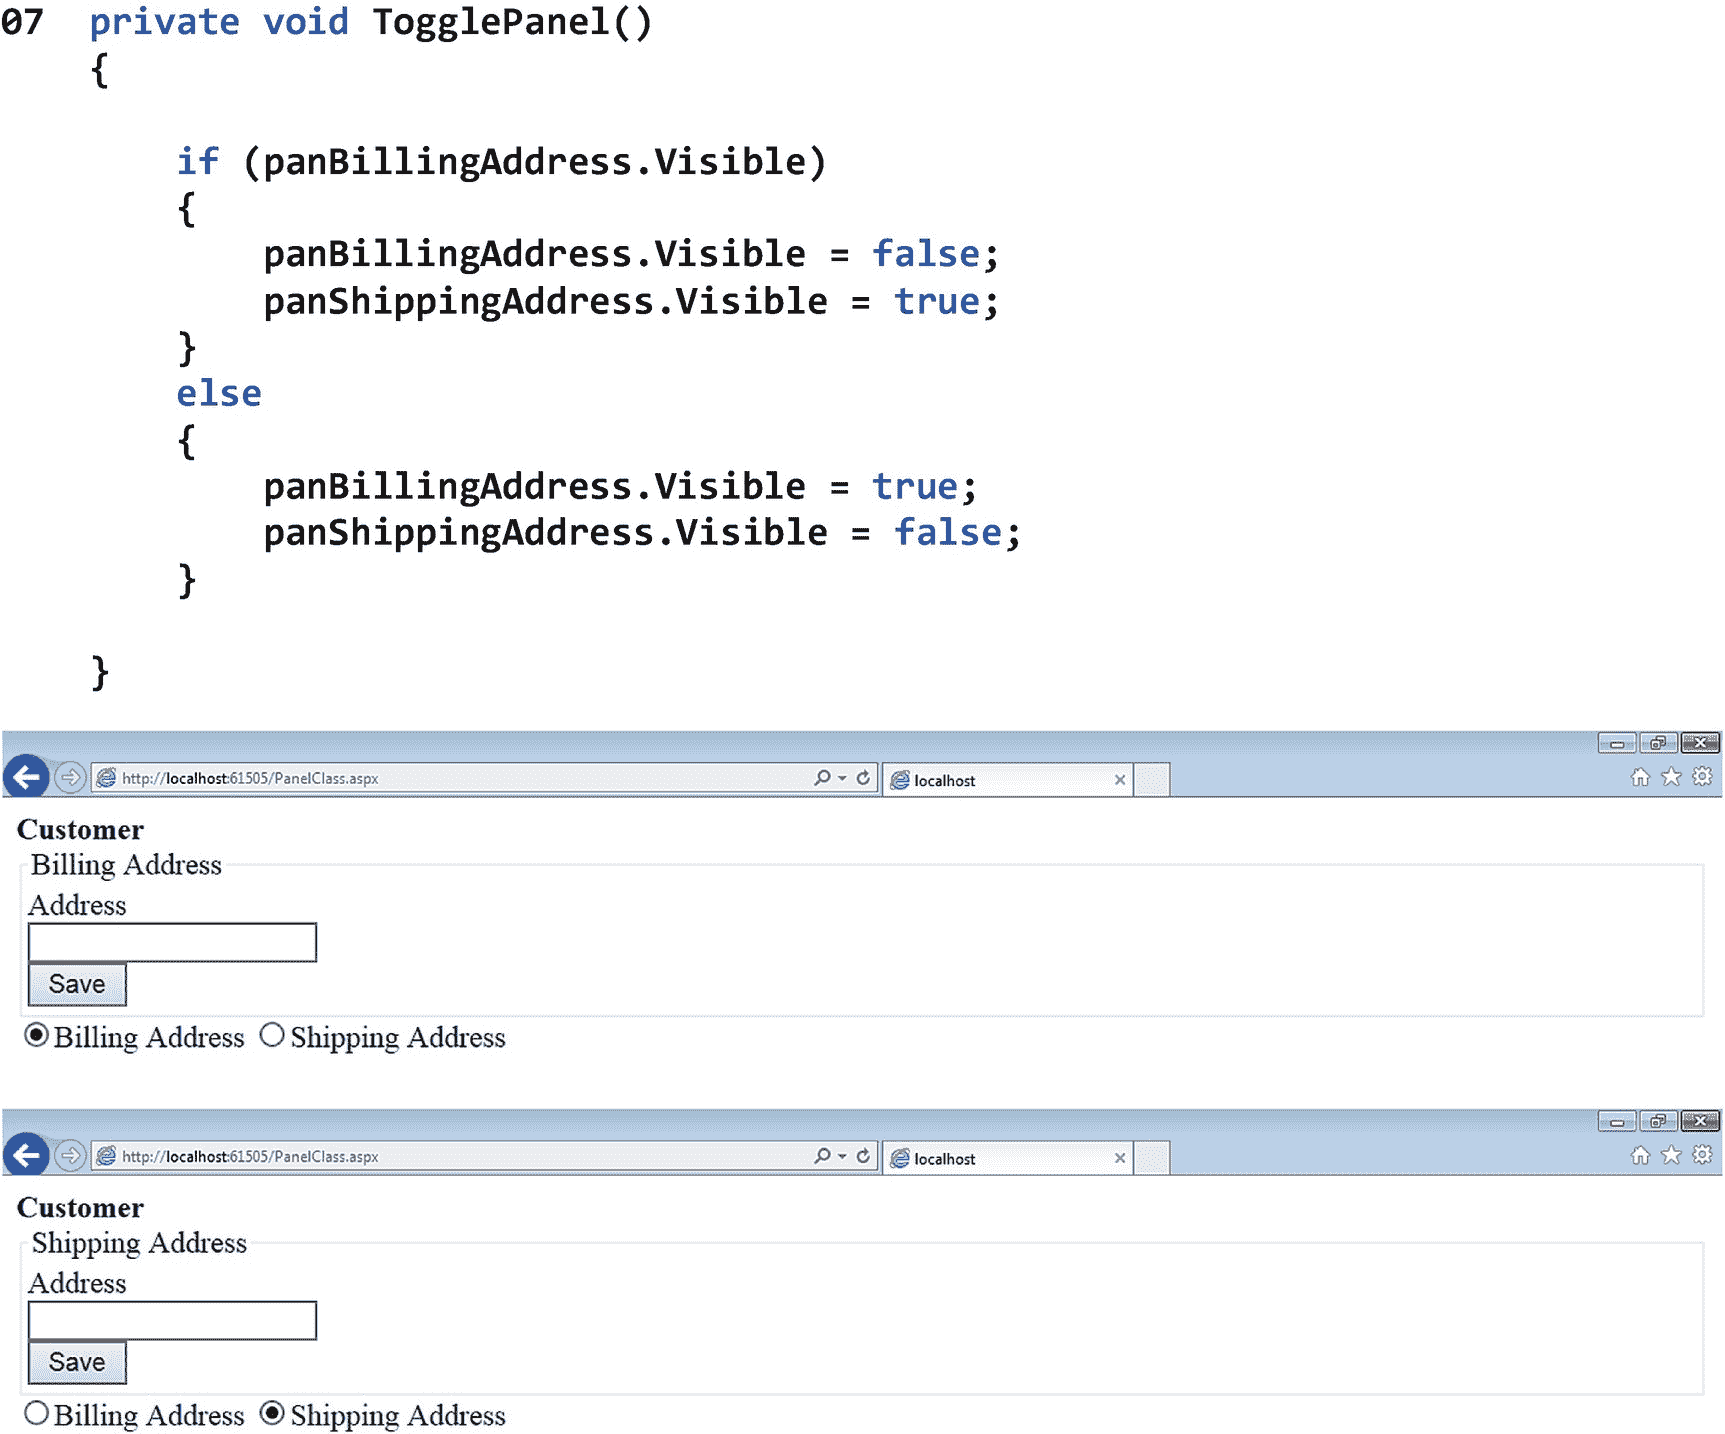 07 private void TogglePanel()
{
if (panBillingAddress.Visible)
{
panBillingAddress.Visible = false;
panShippingAddress.Visible = true;
}
else
{
panBillingAddress.Visible = true;
panShippingAddress.Visible = false;
}
}
http://localhost:61505/PanelClass.aspx localhost
Customer
Billing Address
Address
Save
Billing Address Shipping Address
http://localhost:61505/PanelClass.aspx localhost
Customer
Shipping Address
Address
Save
Billing Address Shipping Address